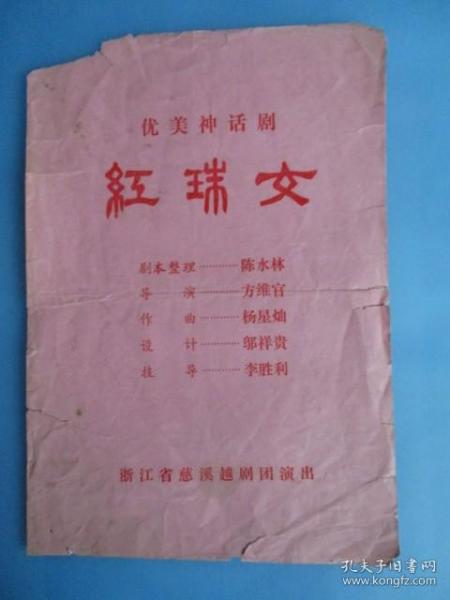 优美神话剧
紅珠女
剧本整理…………陈水林
导演…………方维官
作曲…………杨星灿
设计…………邬祥贵
技导…………李胜利
浙江省慈溪越剧团演出
孔夫子旧书网
www.kongfz.com